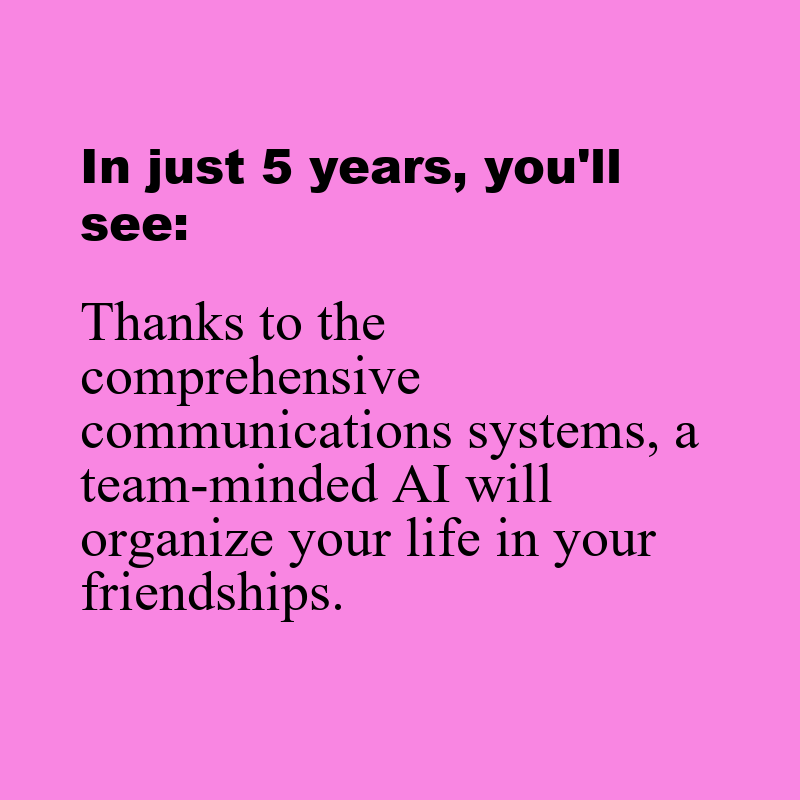 In just 5 years, you'll
see:
Thanks to the
comprehensive
communications systems, a
team-minded AI will
organize your life in your
friendships.